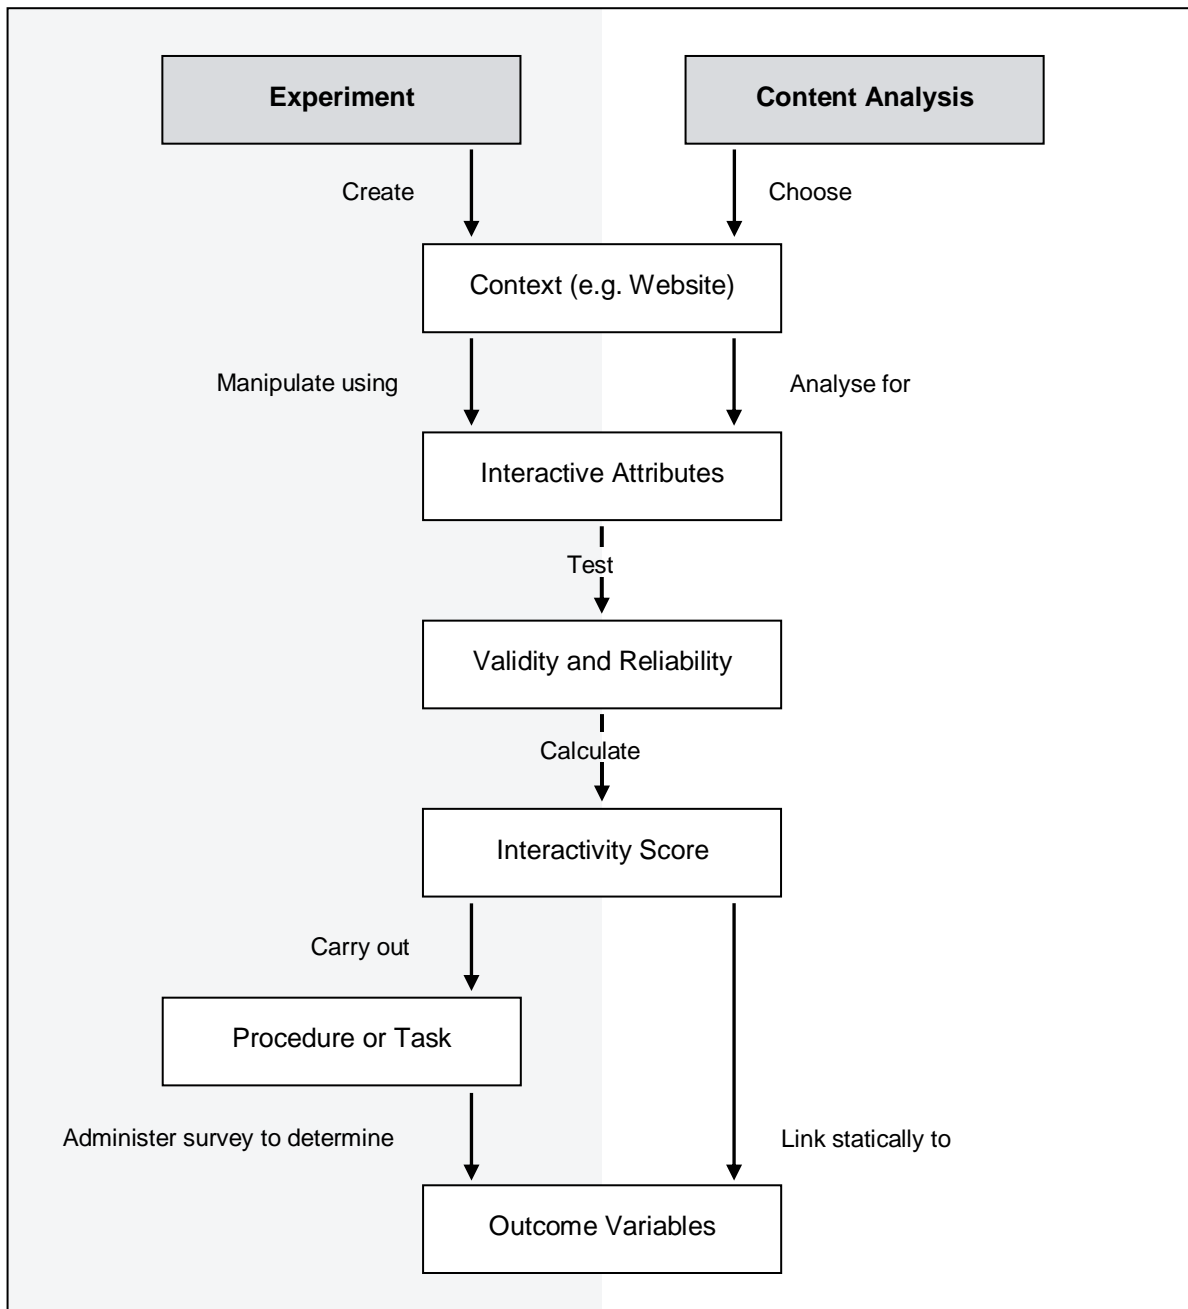 Experiment
Content Analysis
Create
Choose
Context (e.g. Website)
Manipulate using
Analyse for
Interactive Attributes
Test
Validity and Reliability
Calculate
Interactivity Score
Carry out
Procedure or Task
Administer survey to determine
Link statically to
Outcome Variables